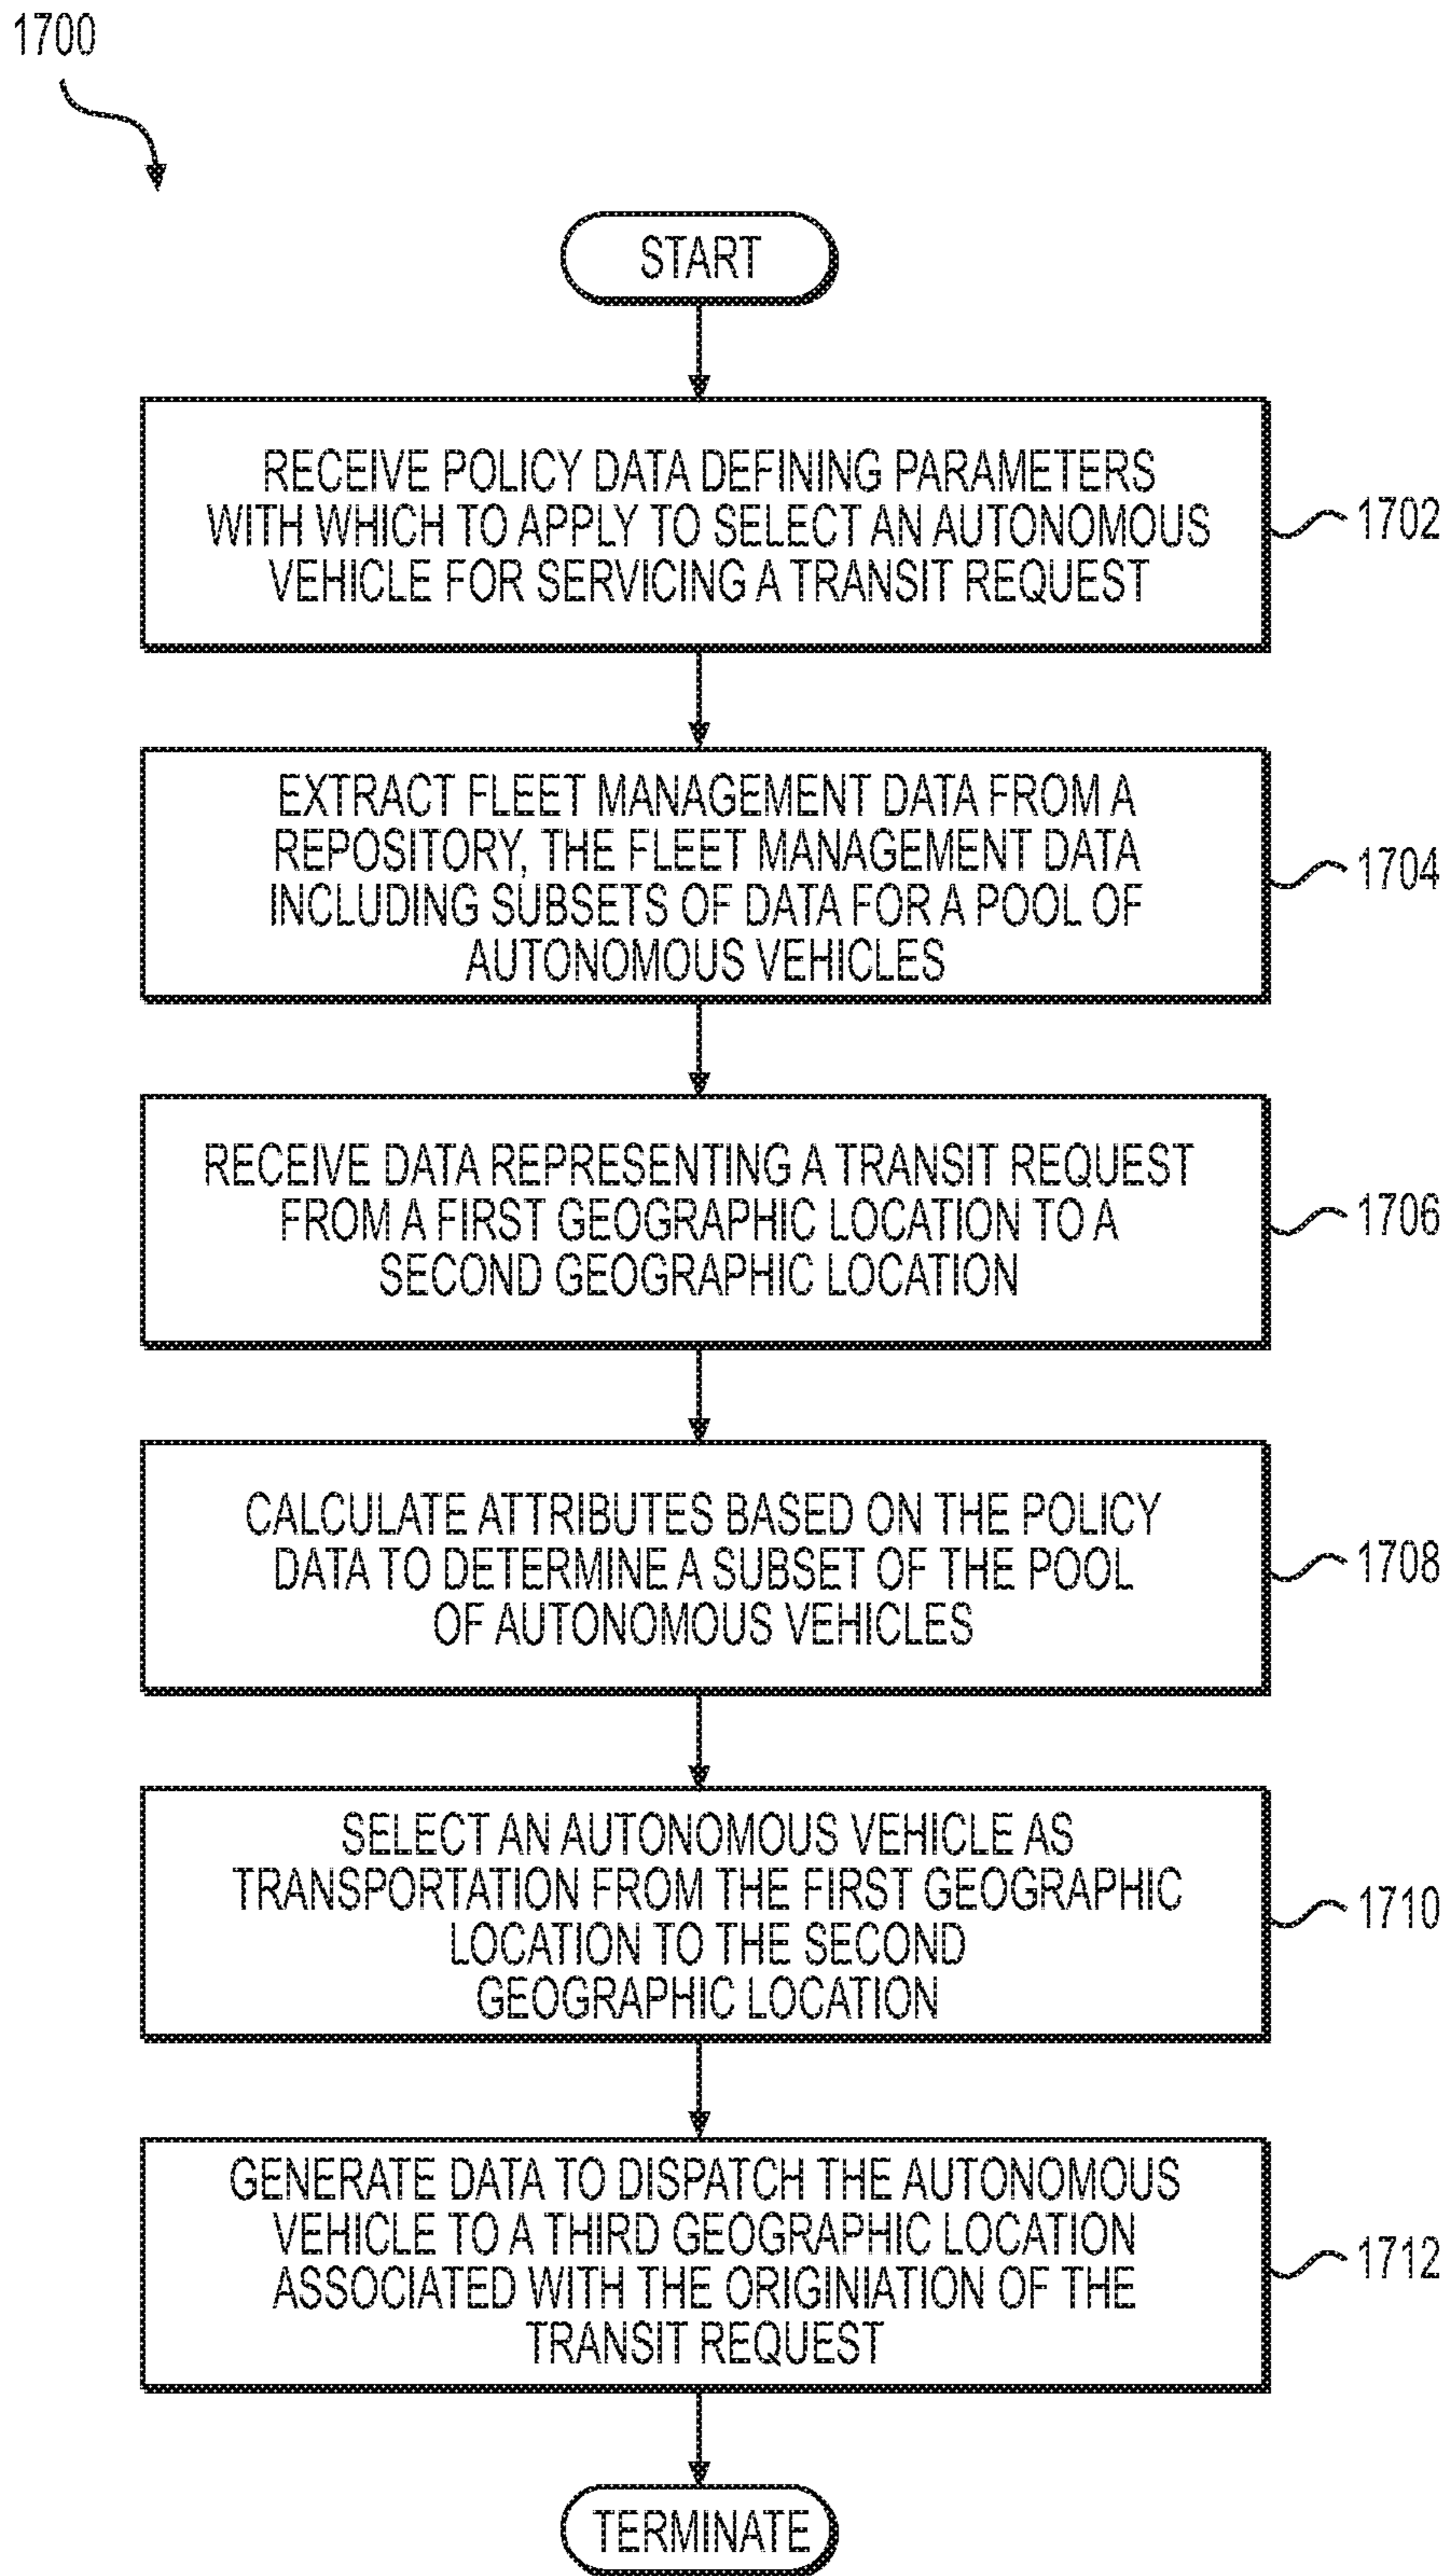 1700
START
RECEIVE POLICY DATA DEFINING PARAMETERS
WITH WHICH TO APPLY TO SELECT AN AUTONOMOUS
VEHICLE FOR SERVICING A TRANSIT REQUEST
1702
EXTRACT FLEET MANAGEMENT DATA FROM A
REPOSITORY, THE FLEET MANAGEMENT DATA
INCLUDING SUBSETS OF DATA FOR A POOL OF
AUTONOMOUS VEHICLES
1704
RECEIVE DATA REPRESENTING A TRANSIT REQUEST
FROM A FIRST GEOGRAPHIC LOCATION TO A
SECOND GEOGRAPHIC LOCATION
1706
CALCULATE ATTRIBUTES BASED ON THE POLICY
DATA TO DETERMINE A SUBSET OF THE POOL
OF AUTONOMOUS VEHICLES
1708
SELECT AN AUTONOMOUS VEHICLE AS
TRANSPORTATION FROM THE FIRST GEOGRAPHIC
LOCATION TO THE SECOND
GEOGRAPHIC LOCATION
1710
GENERATE DATA TO DISPATCH THE AUTONOMOUS
VEHICLE TO A THIRD GEOGRAPHIC LOCATION
ASSOCIATED WITH THE ORIGINIATION OF THE
TRANSIT REQUEST
1712
TERMINATE